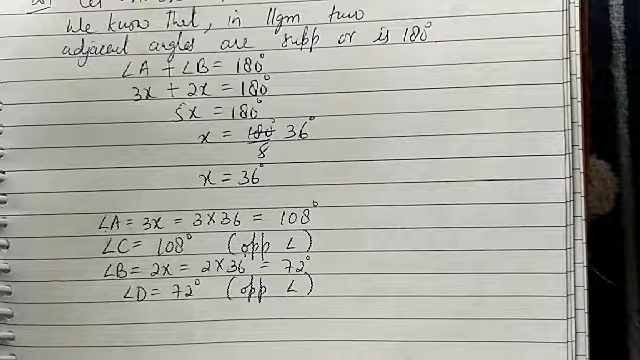 We know that, in llgm two
adjacent angles are supp or is 180°
∠A + ∠B = 180°
3x + 2x = 180°
5x = 180°
x = 180° 36°
8
x = 36°
∠A = 3x = 3×36 = 108°
∠C = 108° (opp ∠)
∠B = 2x = 2×36° = 72°
∠D = 72° (opp ∠)